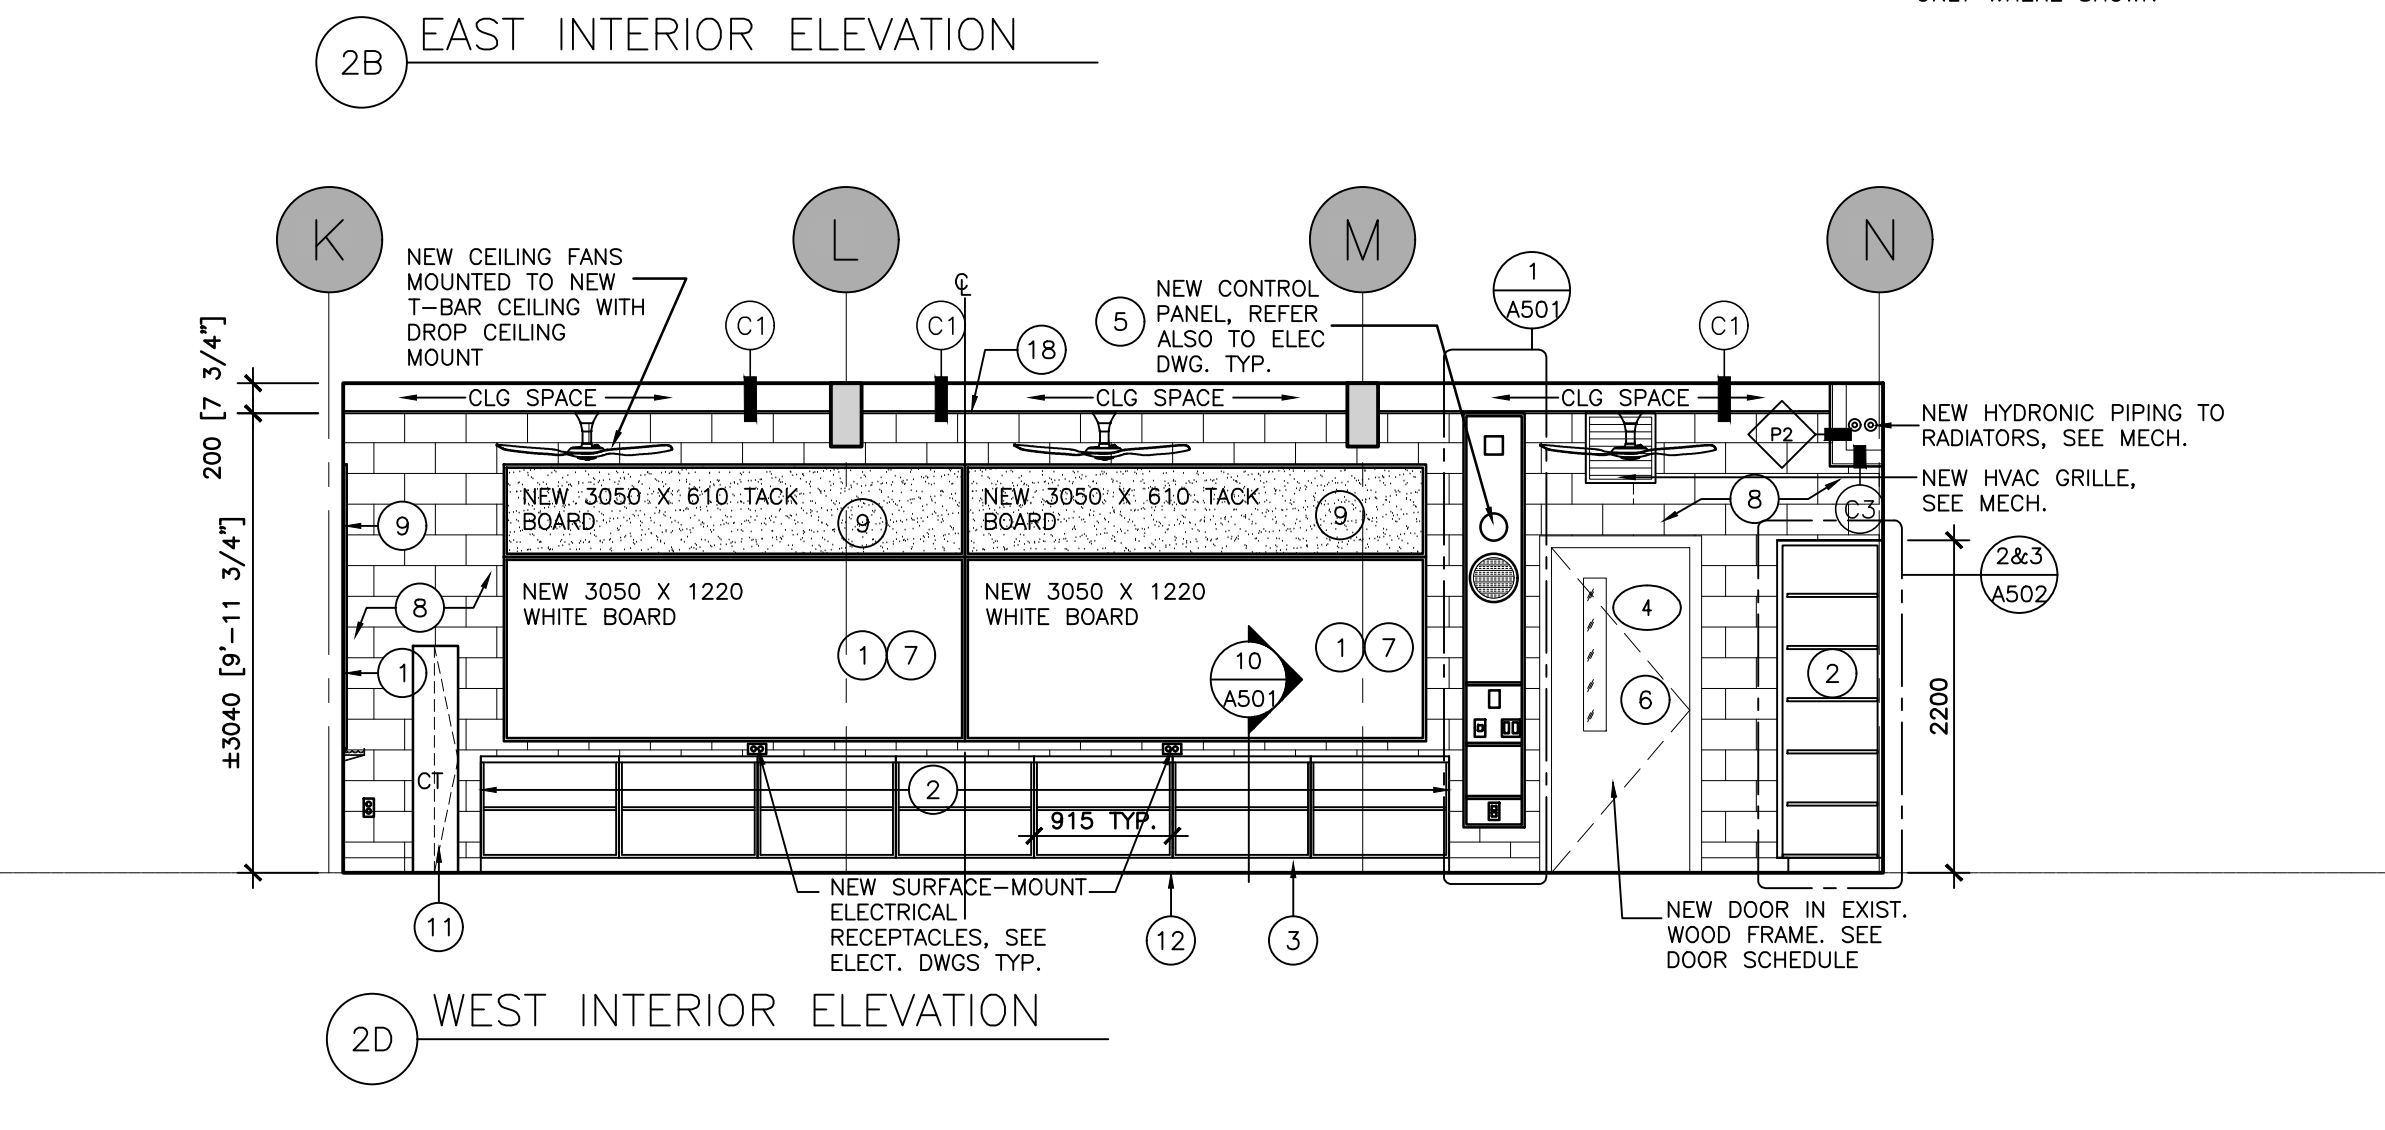 EAST INTERIOR ELEVATION
2B
K
L
M
N
NEW CEILING FANS
MOUNTED TO NEW
T-BAR CEILING WITH
DROP CEILING
MOUNT
C1
C1
℄
18
5
NEW CONTROL
PANEL, REFER
ALSO TO ELEC
DWG. TYP.
1
A501
C1
200 [7 3/4"]
CLG SPACE
CLG SPACE
CLG SPACE
P2
NEW HYDRONIC PIPING TO
RADIATORS, SEE MECH.
NEW HVAC GRILLE,
SEE MECH.
8
C3
9
NEW 3050 X 610 TACK
BOARD
9
NEW 3050 X 610 TACK
BOARD
9
±3040 [9'-11 3/4"]
8
NEW 3050 X 1220
WHITE BOARD
NEW 3050 X 1220
WHITE BOARD
4
2&3
A502
1
1
7
10
A501
1
7
6
2
2200
CT
2
915 TYP.
11
NEW SURFACE-MOUNT
ELECTRICAL
RECEPTACLES, SEE
ELECT. DWGS TYP.
12
3
NEW DOOR IN EXIST.
WOOD FRAME. SEE
DOOR SCHEDULE
WEST INTERIOR ELEVATION
2D